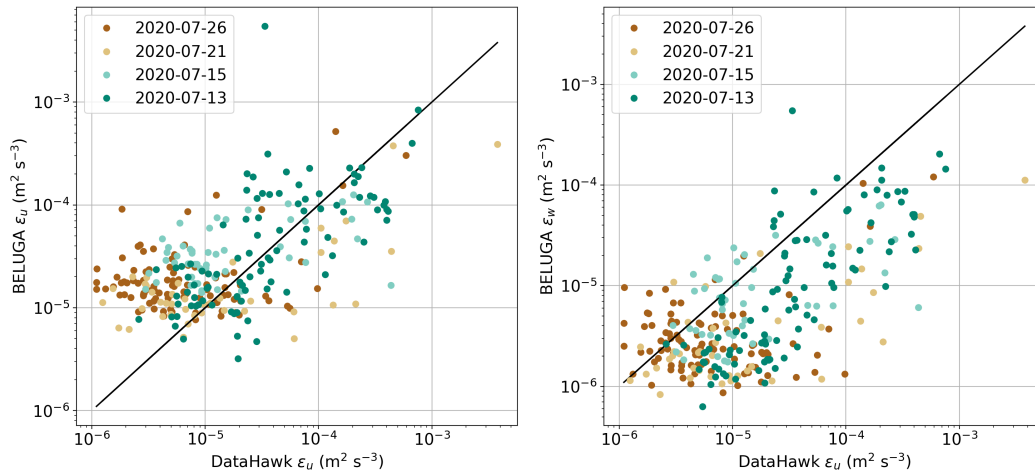 2020-07-26
2020-07-21
2020-07-15
2020-07-13
10⁻³
10⁻⁴
10⁻⁵
10⁻⁶
BELUGA εᵤ (m² s⁻³)
10⁻⁶ 10⁻⁵ 10⁻⁴ 10⁻³
DataHawk εᵤ (m² s⁻³)
2020-07-26
2020-07-21
2020-07-15
2020-07-13
10⁻³
10⁻⁴
10⁻⁵
10⁻⁶
BELUGA ε_w (m² s⁻³)
10⁻⁶ 10⁻⁵ 10⁻⁴ 10⁻³
DataHawk εᵤ (m² s⁻³)